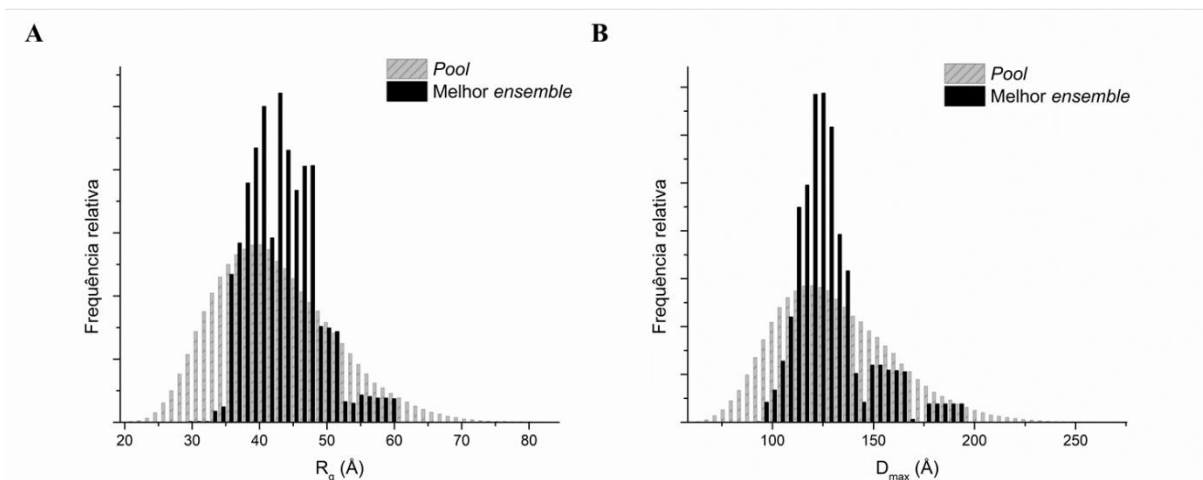 A
B
Pool
Melhor ensemble
Pool
Melhor ensemble
Frequência relativa
Frequência relativa
20 30 40 50 60 70 80
100 150 200 250
Rg (Å)
Dmax (Å)